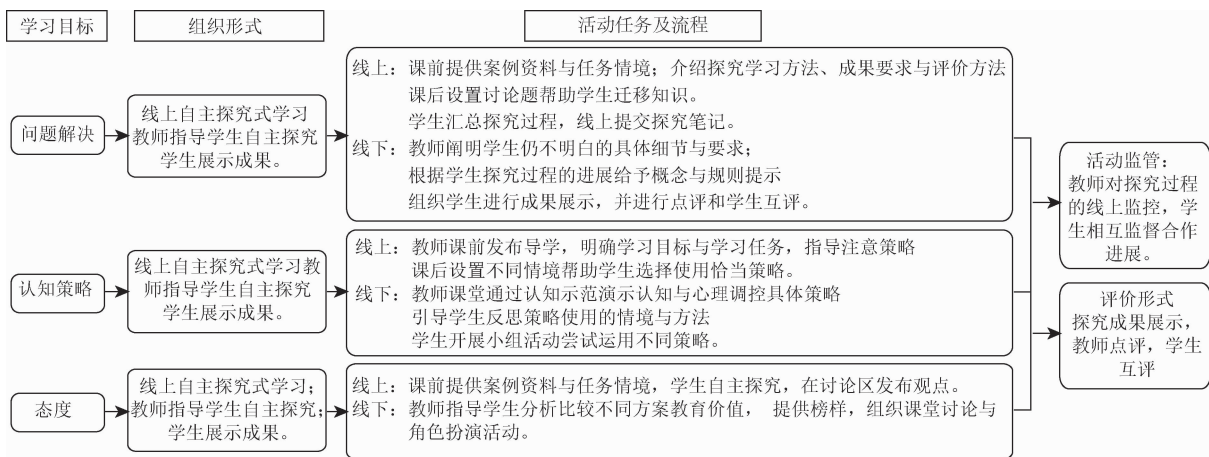 学习目标
组织形式
活动任务及流程
问题解决
线上自主探究式学习
教师指导学生自主探究
学生展示成果。
线上：课前提供案例资料与任务情境；介绍探究学习方法、成果要求与评价方法
课后设置讨论题帮助学生迁移知识。
学生汇总探究过程，线上提交探究笔记。
线下：教师阐明学生仍不明白的具体细节与要求；
根据学生探究过程的进展给予概念与规则提示
组织学生进行成果展示，并进行点评和学生互评。
认知策略
线上自主探究式学习教
师指导学生自主探究
学生展示成果。
线上：教师课前发布导学，明确学习目标与学习任务，指导注意策略
课后设置不同情境帮助学生选择使用恰当策略。
线下：教师课堂通过认知示范演示认知与心理调控具体策略
引导学生反思策略使用的情境与方法
学生开展小组活动尝试运用不同策略。
态度
线上自主探究式学习；
教师指导学生自主探究；
学生展示成果。
线上：课前提供案例资料与任务情境，学生自主探究，在讨论区发布观点。
线下：教师指导学生分析比较不同方案教育价值， 提供榜样，组织课堂讨论与
角色扮演活动。
活动监管：
教师对探究过程
的线上监控，学
生相互监督合作
进展。
评价形式
探究成果展示，
教师点评，学生
互评